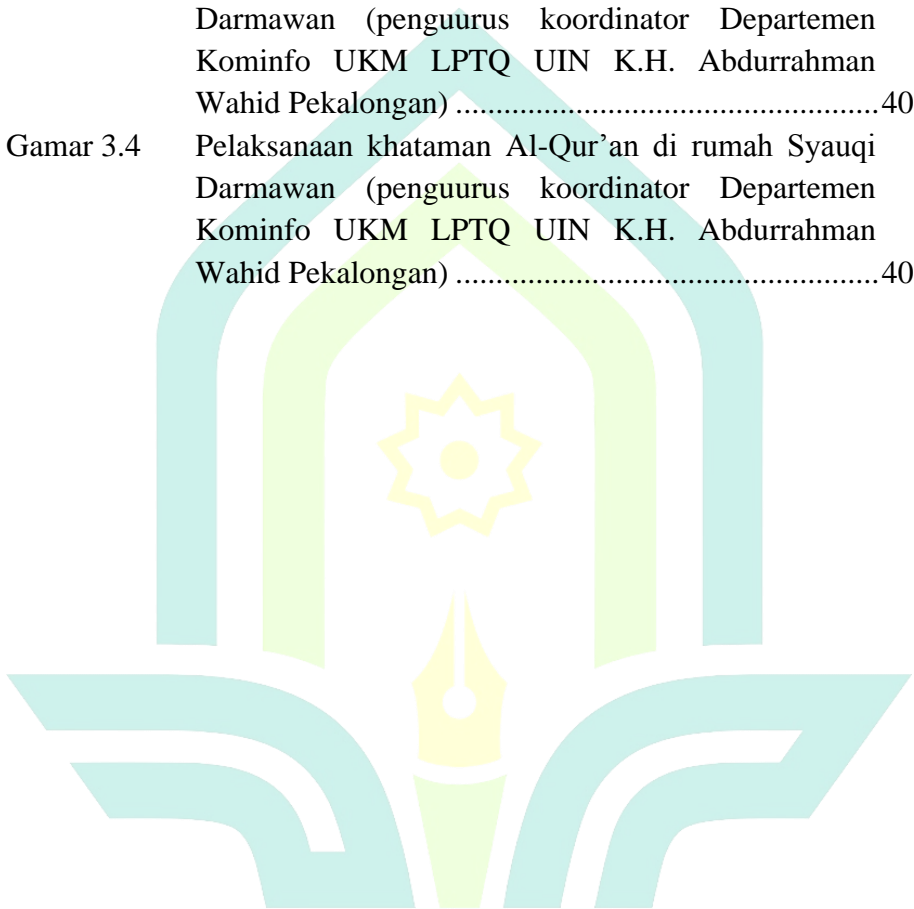 Darmawan (penguurus koordinator Departemen
Kominfo UKM LPTQ UIN K.H. Abdurrahman
Wahid Pekalongan) ....................................................40
Gamar 3.4 Pelaksanaan khataman Al-Qur’an di rumah Syauqi
Darmawan (penguurus koordinator Departemen
Kominfo UKM LPTQ UIN K.H. Abdurrahman
Wahid Pekalongan) ....................................................40